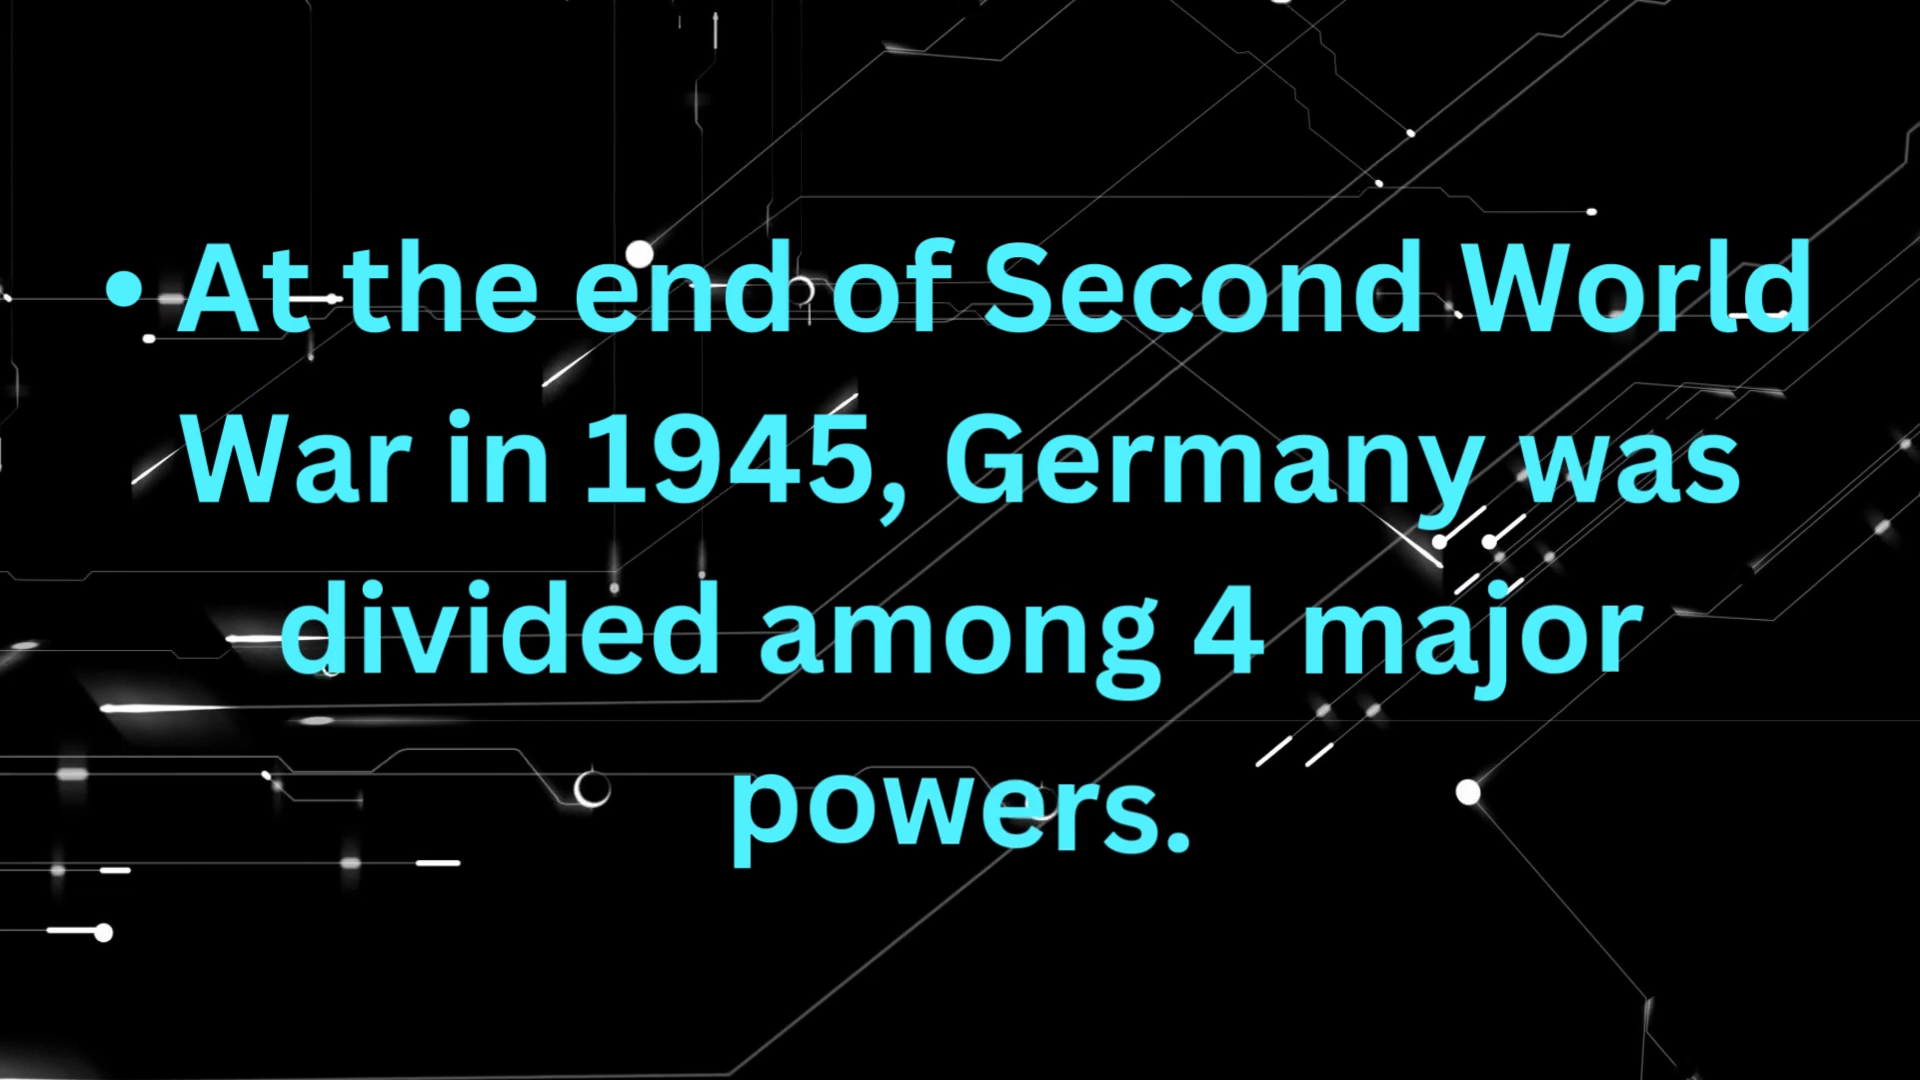 • At the end of Second World
War in 1945, Germany was
divided among 4 major
powers.